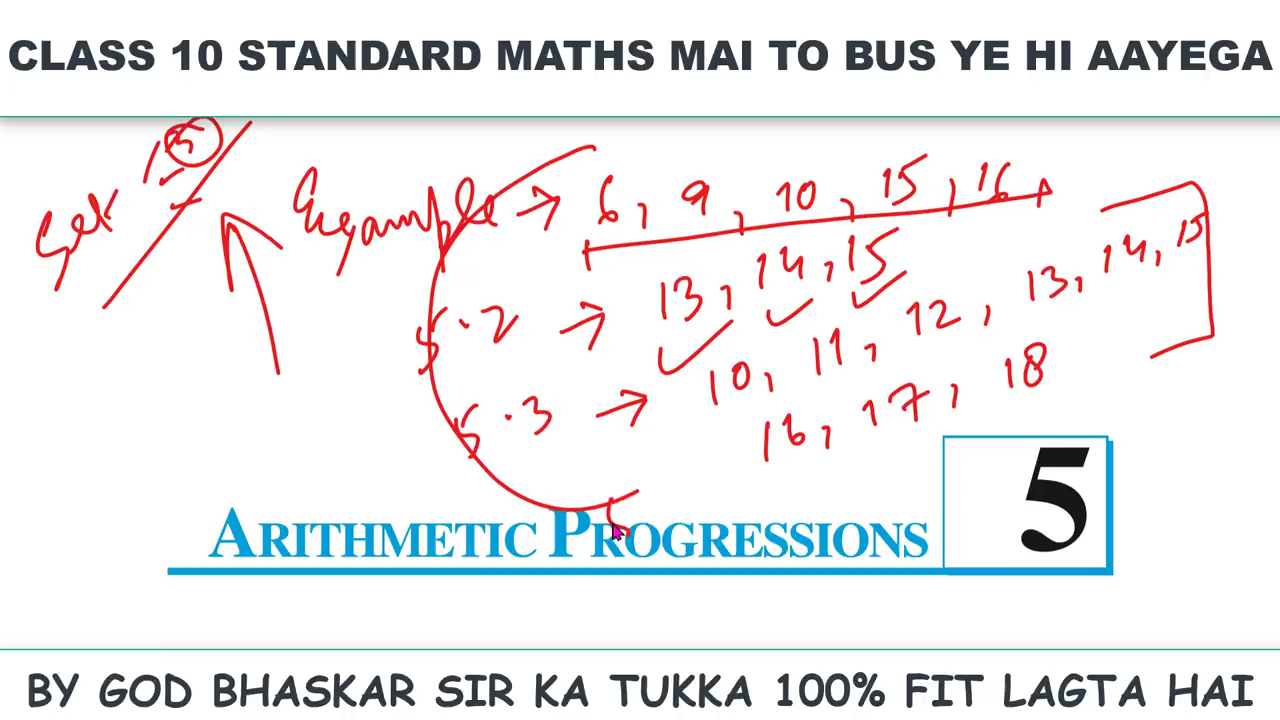 CLASS 10 STANDARD MATHS MAI TO BUS YE HI AAYEGA
Example → 6, 9, 10, 15, 16
5.2 → 13, 14, 15
5.3 → 10, 11, 12, 13, 14, 15
16, 17, 18
ARITHMETIC PROGRESSIONS 5
BY GOD BHASKAR SIR KA TUKKA 100% FIT LAGTA HAI